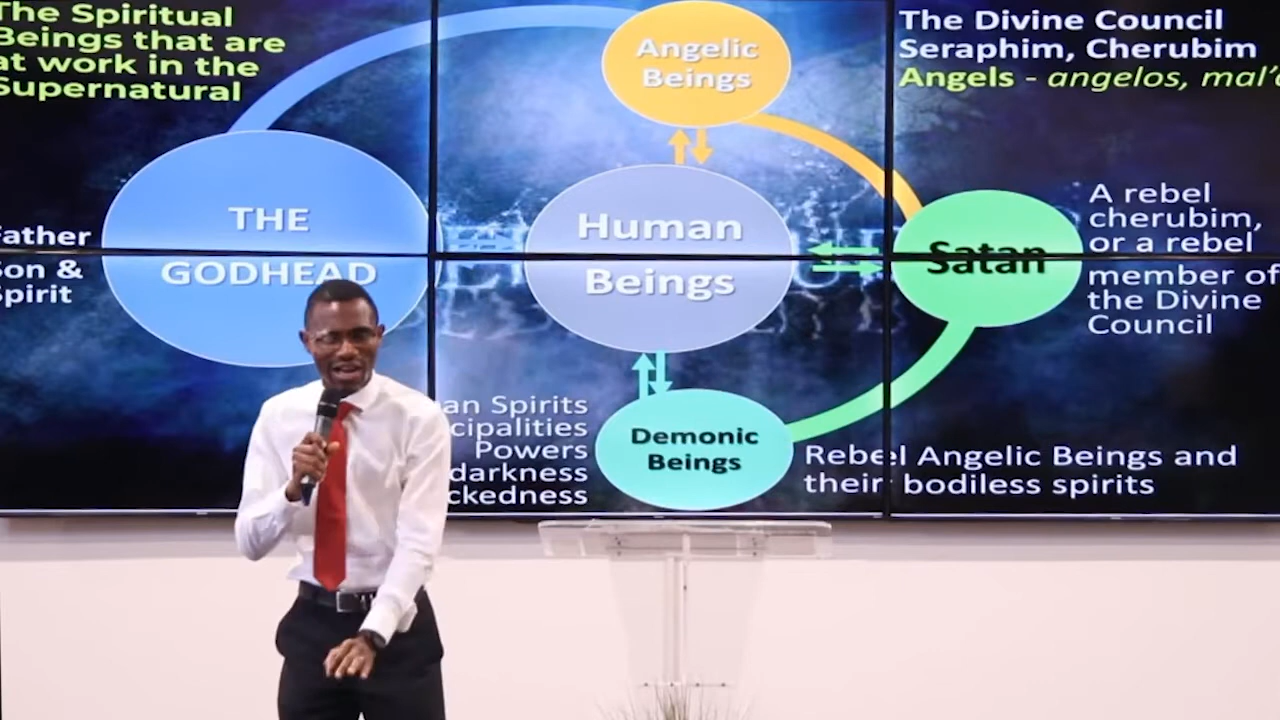 The Spiritual
Beings that are
at work in the
Supernatural
Angelic
Beings
The Divine Council
Seraphim, Cherubim
Angels - angelos,
THE
GODHEAD
Father
Son &
Spirit
Human
Beings
Satan
A rebel
cherubim,
or a rebel
member of
the Divine
Council
Spirits
Powers
darkness
Demonic
Beings
Rebel Angelic Beings and
their bodiless spirits